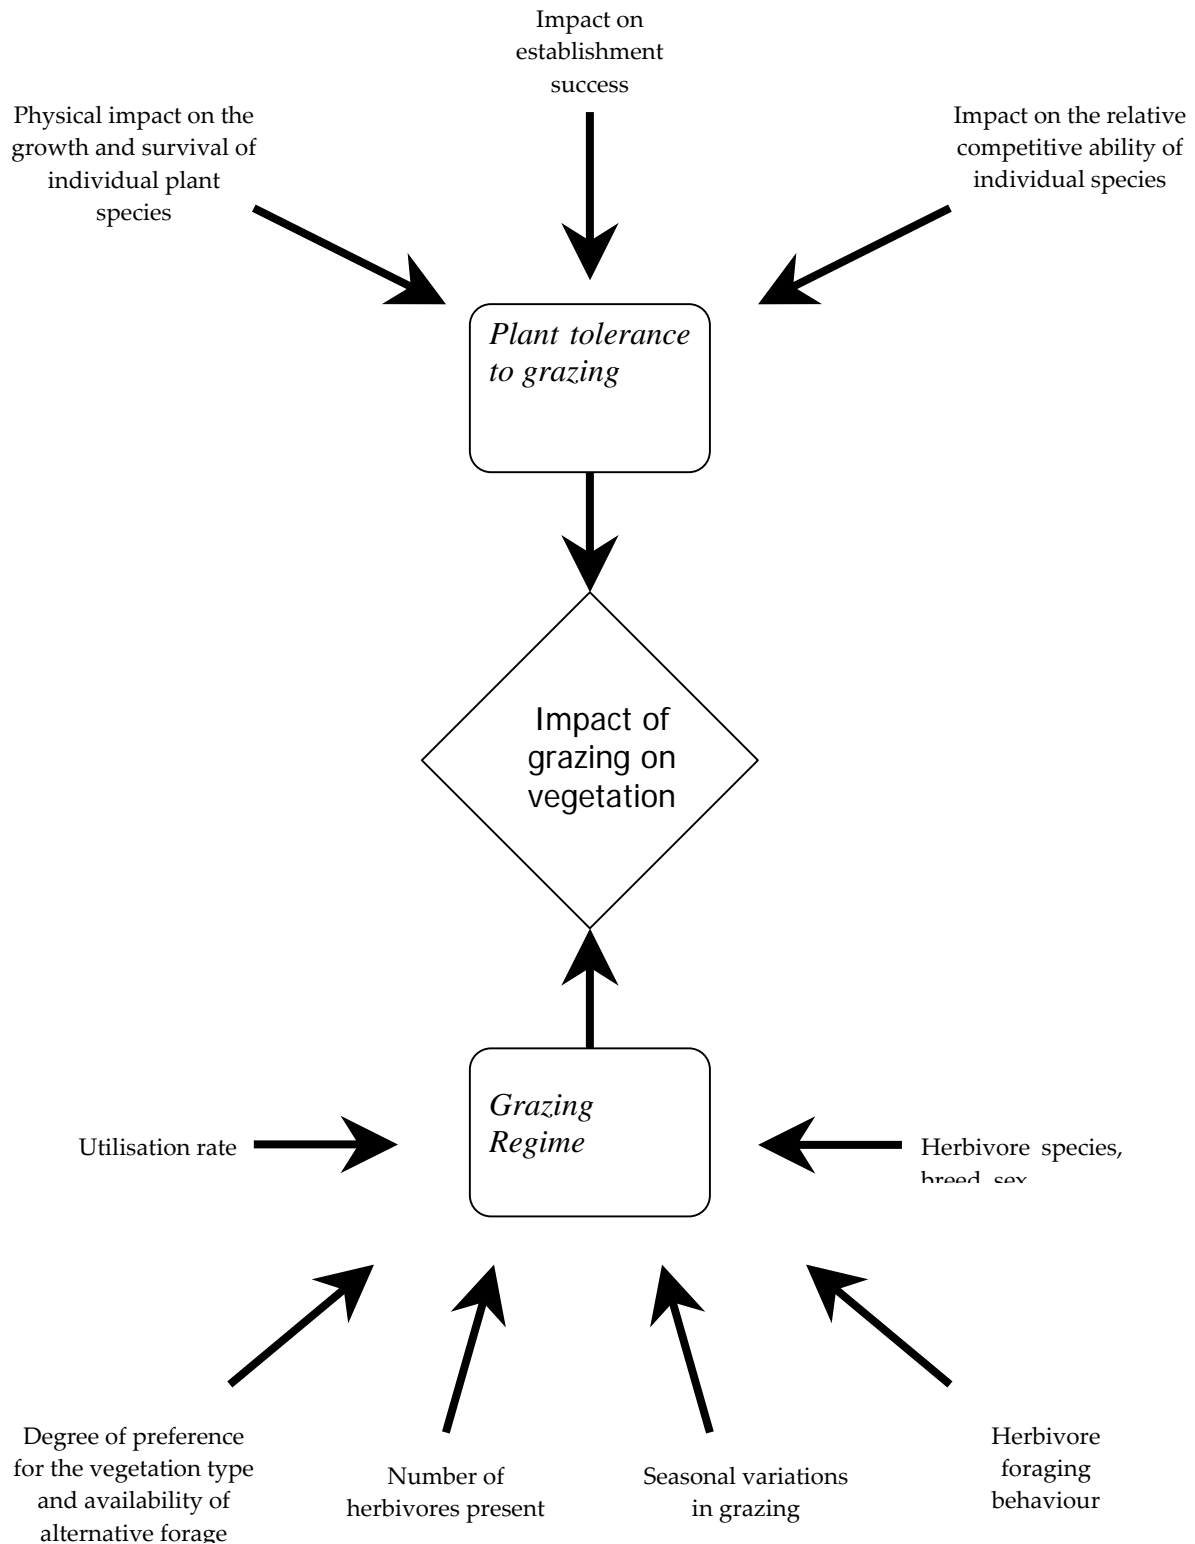 Impact on
establishment
success
Physical impact on the
growth and survival of
individual plant
species
Impact on the relative
competitive ability of
individual species
Plant tolerance
to grazing
Impact of
grazing on
vegetation
Grazing
Regime
Utilisation rate
Herbivore species,
breed, sex
Degree of preference
for the vegetation type
and availability of
alternative forage
Number of
herbivores present
Seasonal variations
in grazing
Herbivore
foraging
behaviour